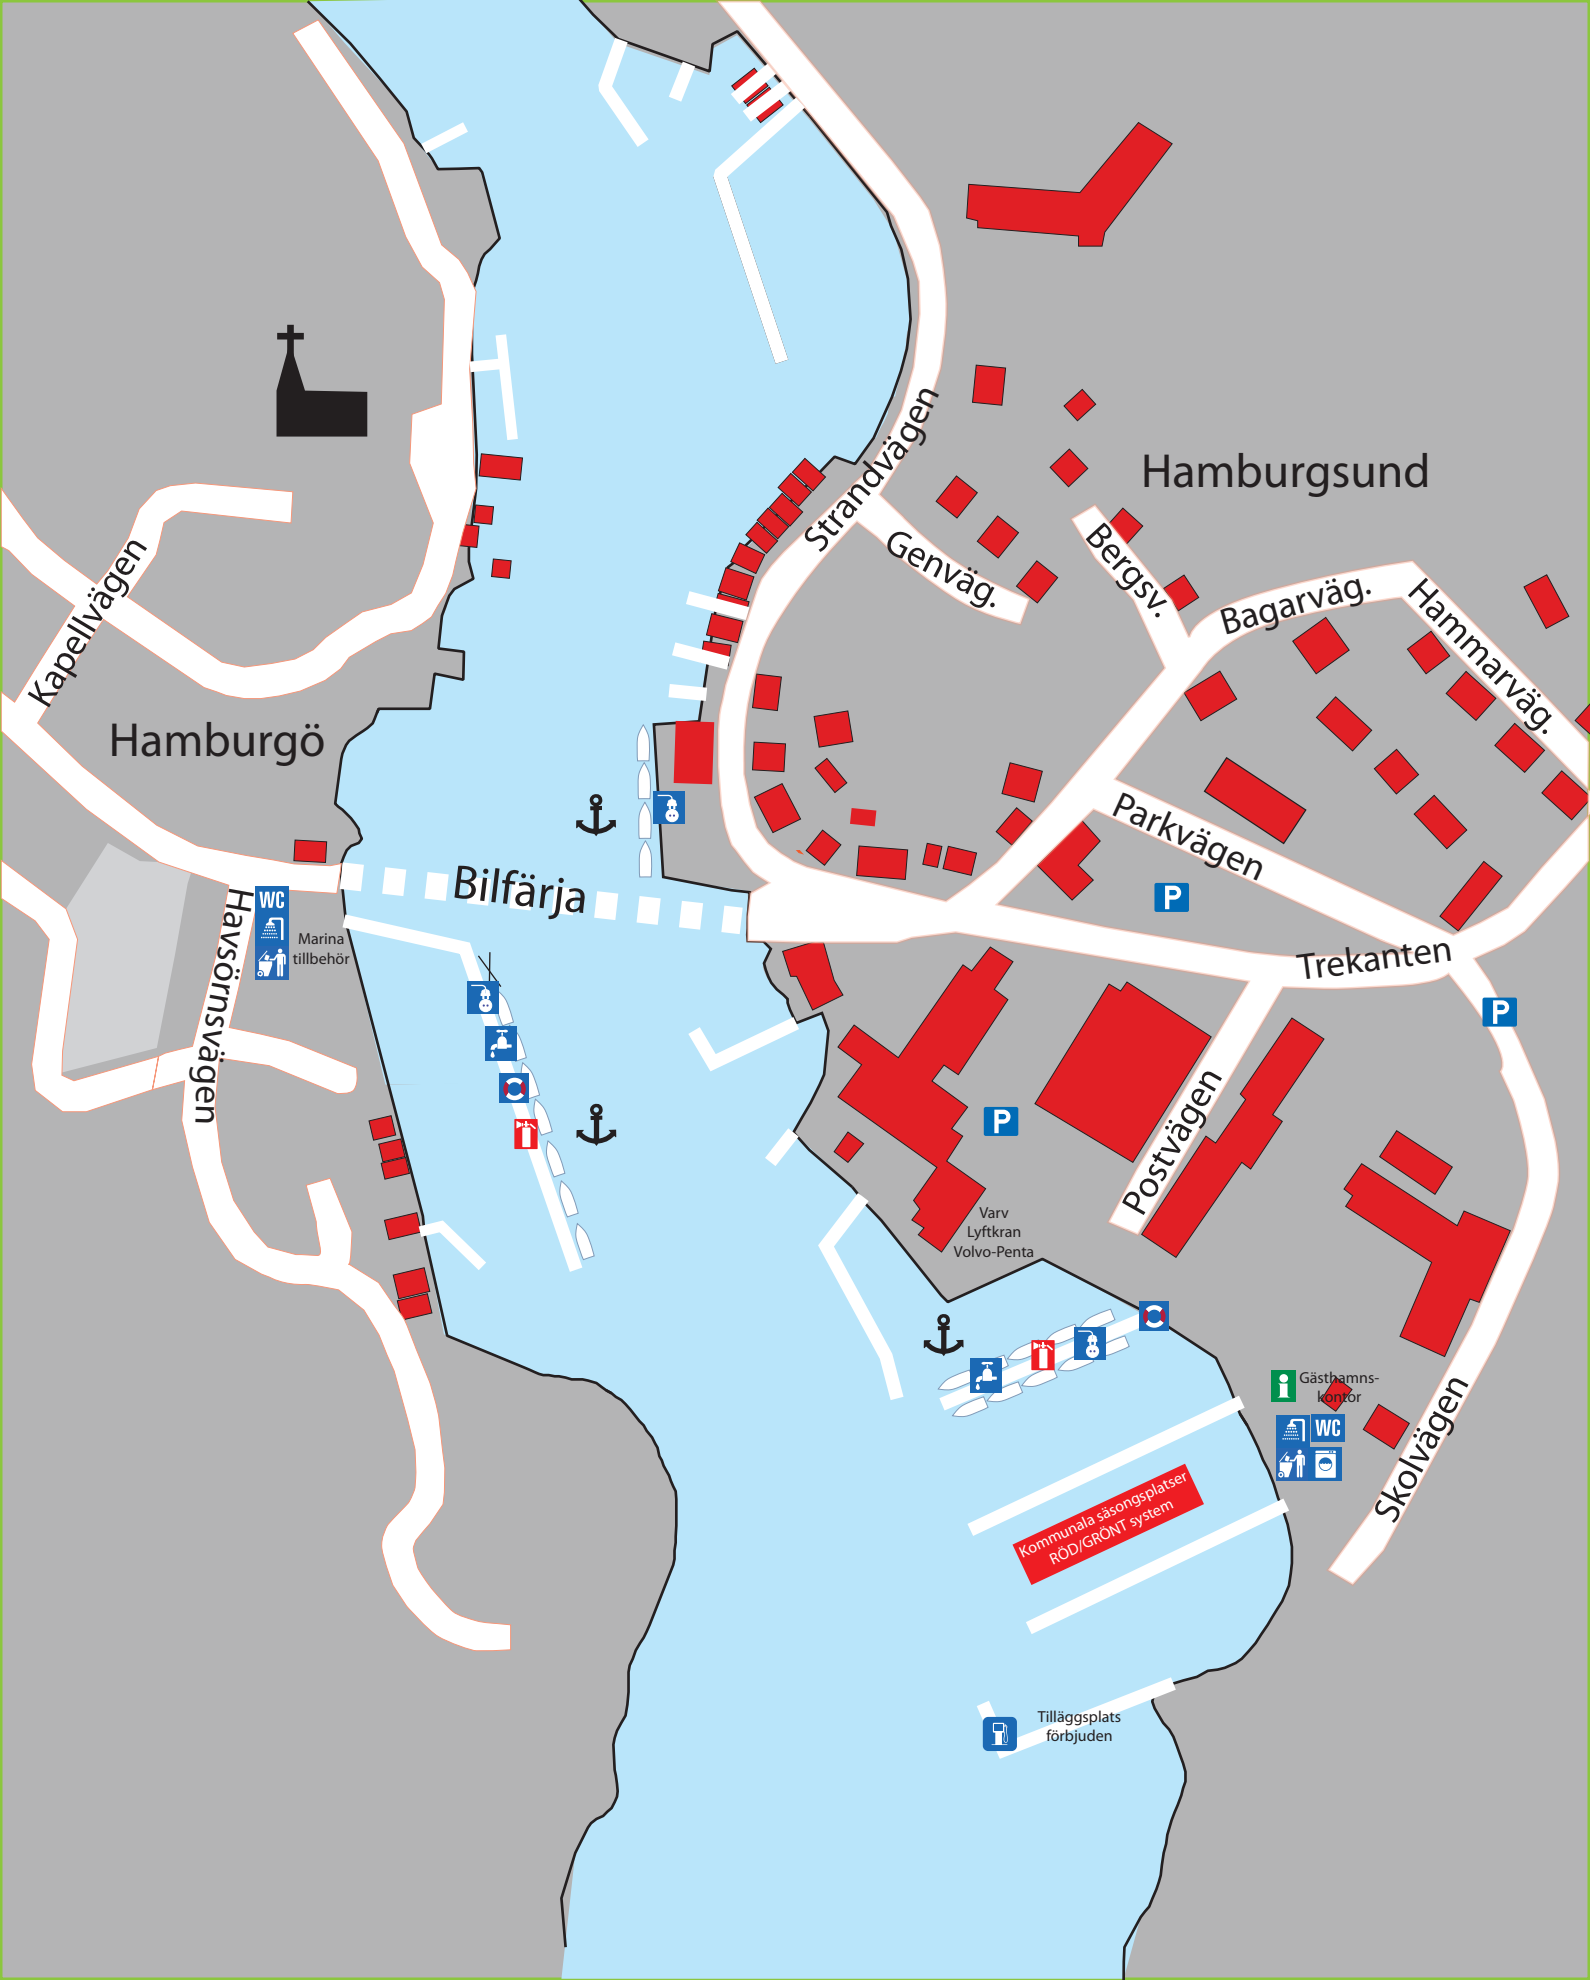 Strandvägen
Genväg.
Hamburgsund
Bergsv.
Bagarväg.
Hammarväg.
Kapellvägen
Hamburgö
Parkvägen
Bilfärja
P
WC
Marina
tillbehör
Havsörnsvägen
Trekanten
P
P
Postvägen
Varv
Lyftkran
Volvo-Penta
i
Gästhamns-
kontor
WC
Skolvägen
Kommunala säsongsplatser
RÖD/GRÖNT system
Tilläggsplats
förbjuden